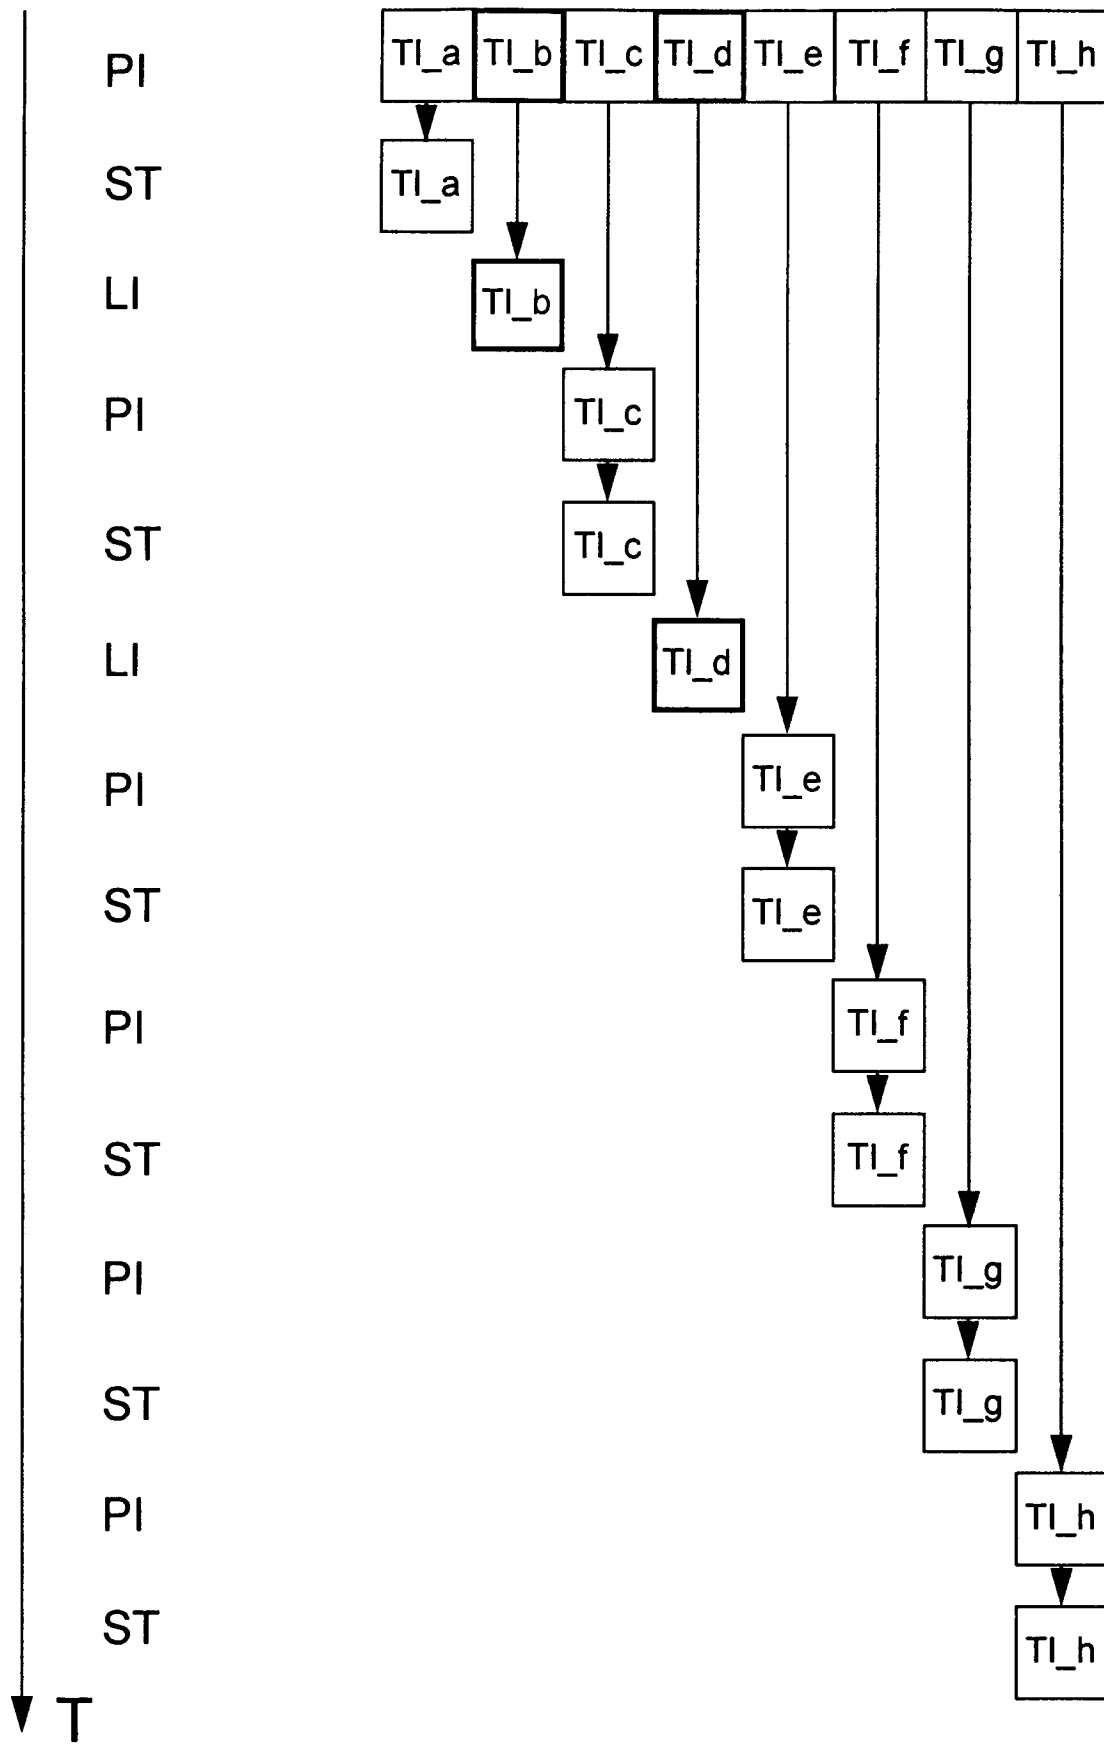 PI TI_a TI_b TI_c TI_d TI_e TI_f TI_g TI_h
ST TI_a
LI TI_b
PI TI_c
ST TI_c
LI TI_d
PI TI_e
ST TI_e
PI TI_f
ST TI_f
PI TI_g
ST TI_g
PI TI_h
ST TI_h
T